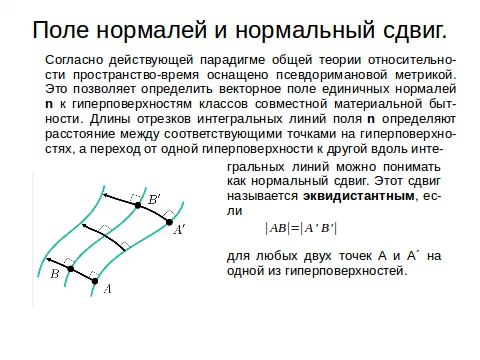 Поле нормалей и нормальный сдвиг.
Согласно действующей парадигме общей теории относительно-
сти пространство-время оснащено псевдоримановой метрикой.
Это позволяет определить векторное поле единичных нормалей
n к гиперповерхностям классов совместной материальной быт-
ности. Длины отрезков интегральных линий поля n определяют
расстояние между соответствующими точками на гиперповерхно-
стях, а переход от одной гиперповерхности к другой вдоль инте-
гральных линий можно понимать
как нормальный сдвиг. Этот сдвиг
называется эквидистантным, ес-
ли
|AB|=|A'B'|
для любых двух точек A и A´ на
одной из гиперповерхностей.
B′
A′
B
A